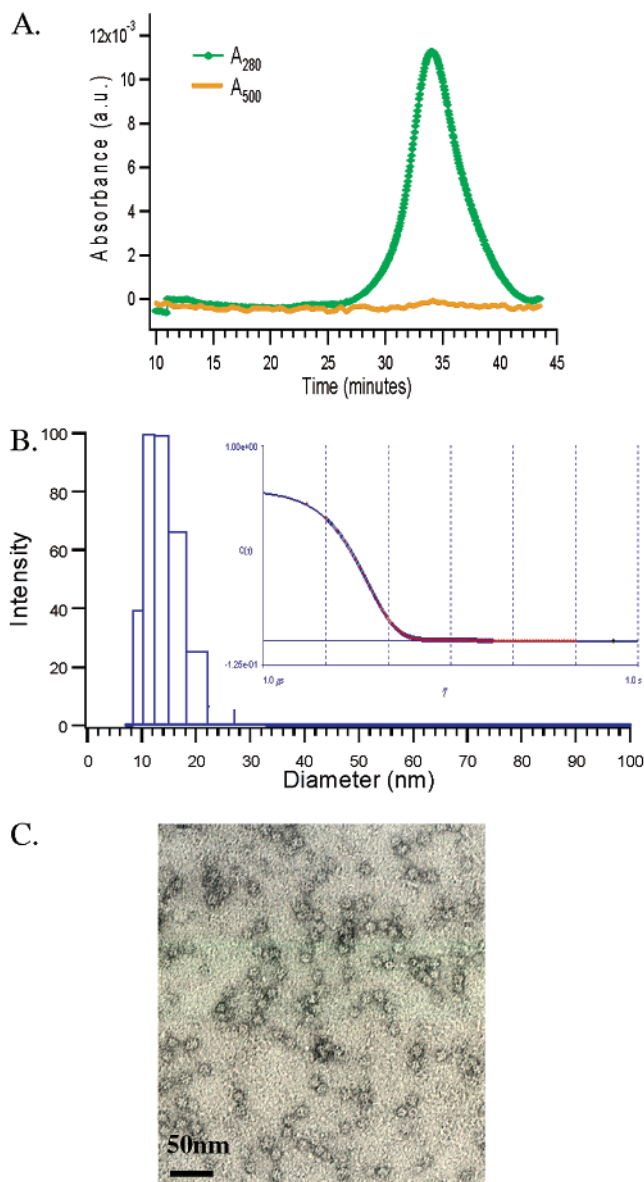 A.
12x10⁻³
10
8
6
4
2
0
Absorbance (a.u.)
A₂₈₀
A₅₀₀
10 15 20 25 30 35 40 45
Time (minutes)
B.
100
80
60
40
20
0
Intensity
1.00e+00
C(τ)
-1.25e-01
1.0 μs
τ
1.0 s
0 10 20 30 40 50 60 70 80 90 100
Diameter (nm)
C.
50nm